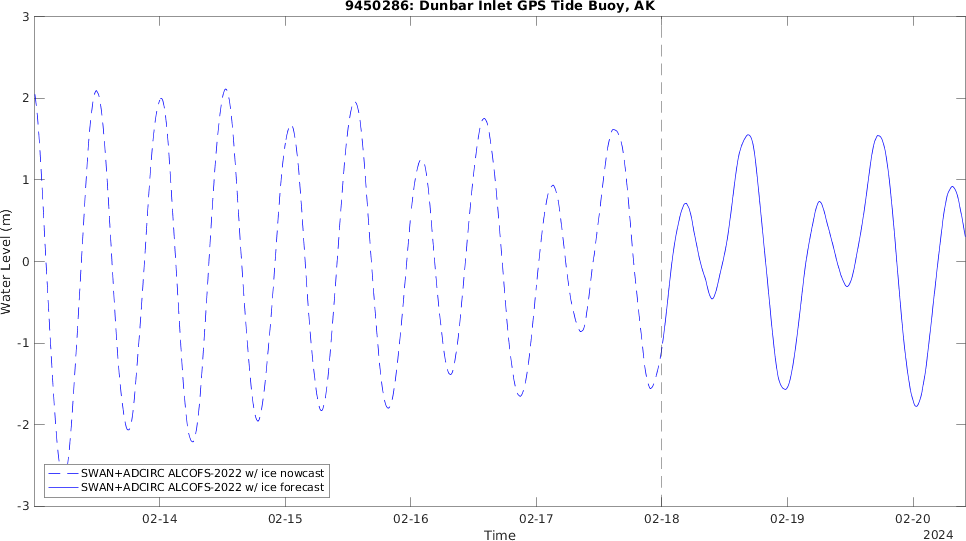 9450286: Dunbar Inlet GPS Tide Buoy, AK
Water Level (m)
3
2
1
0
-1
-2
-3
SWAN+ADCIRC ALCOFS-2022 w/ ice nowcast
SWAN+ADCIRC ALCOFS-2022 w/ ice forecast
02-14 02-15 02-16 02-17 02-18 02-19 02-20
Time
2024